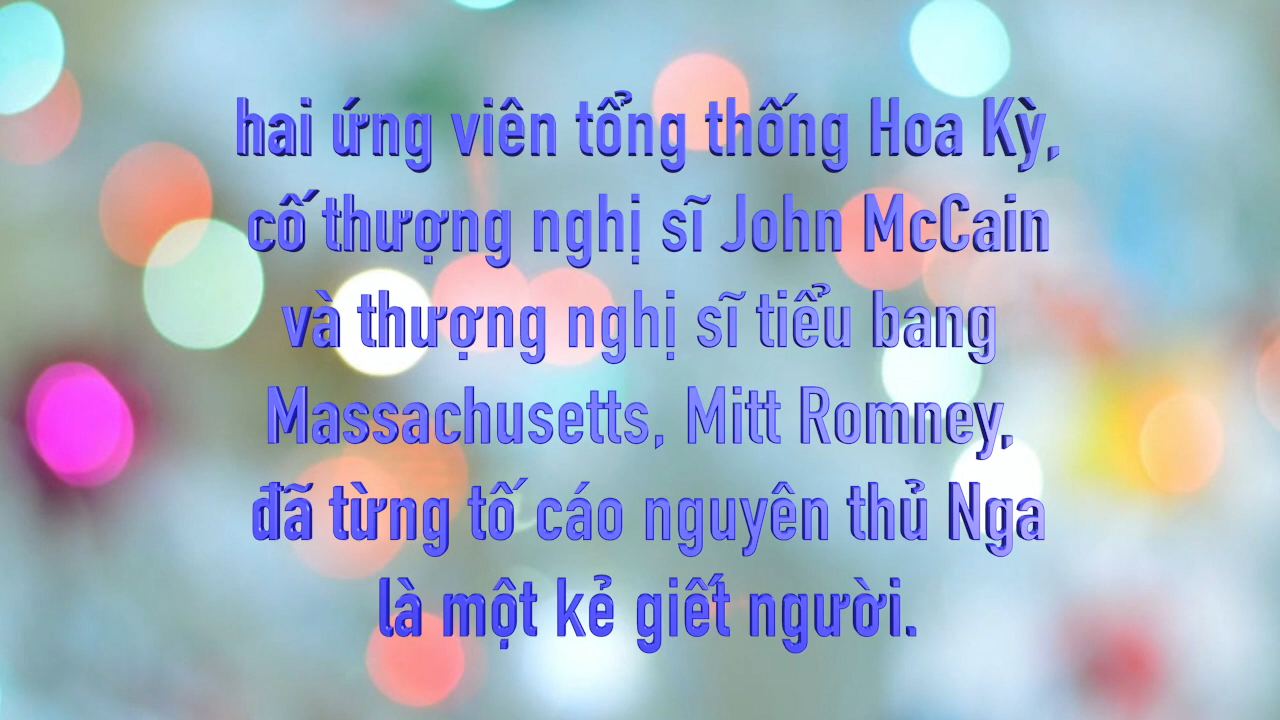 hai ứng viên tổng thống Hoa Kỳ,
cố thượng nghị sĩ John McCain
và thượng nghị sĩ tiểu bang
Massachusetts, Mitt Romney,
đã từng tố cáo nguyên thủ Nga
là một kẻ giết người.